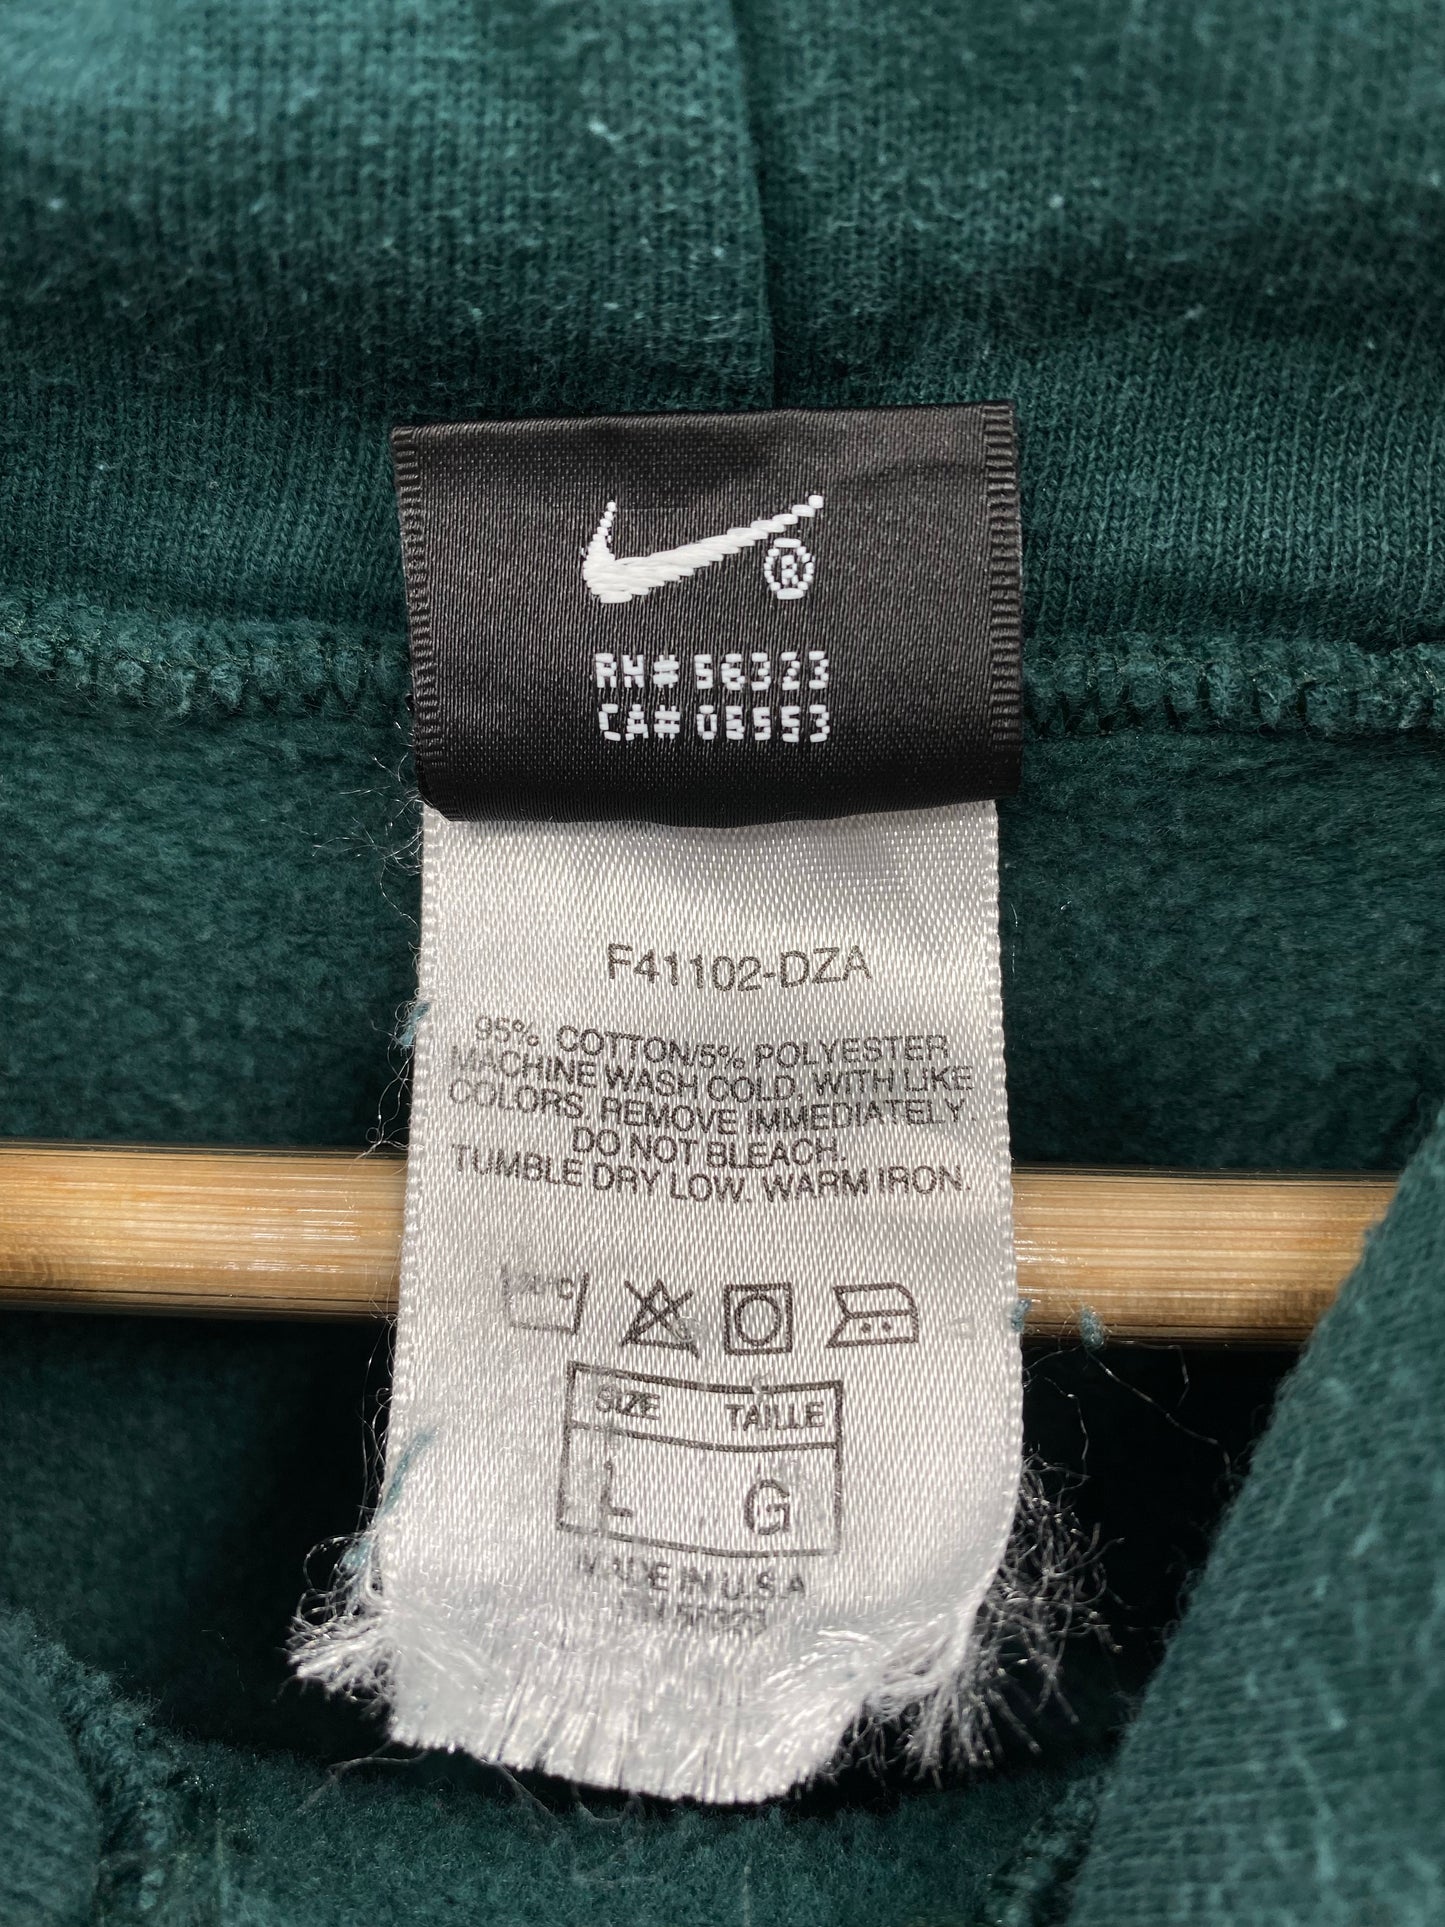 ®
RN# 56323
CA# 05553
F41102-DZA
95% COTTON/5% POLYESTER
MACHINE WASH COLD, WITH LIKE
COLORS, REMOVE IMMEDIATELY.
DO NOT BLEACH.
TUMBLE DRY LOW. WARM IRON.
SIZE TAILLE
L G
MADE IN U.S.A
56323